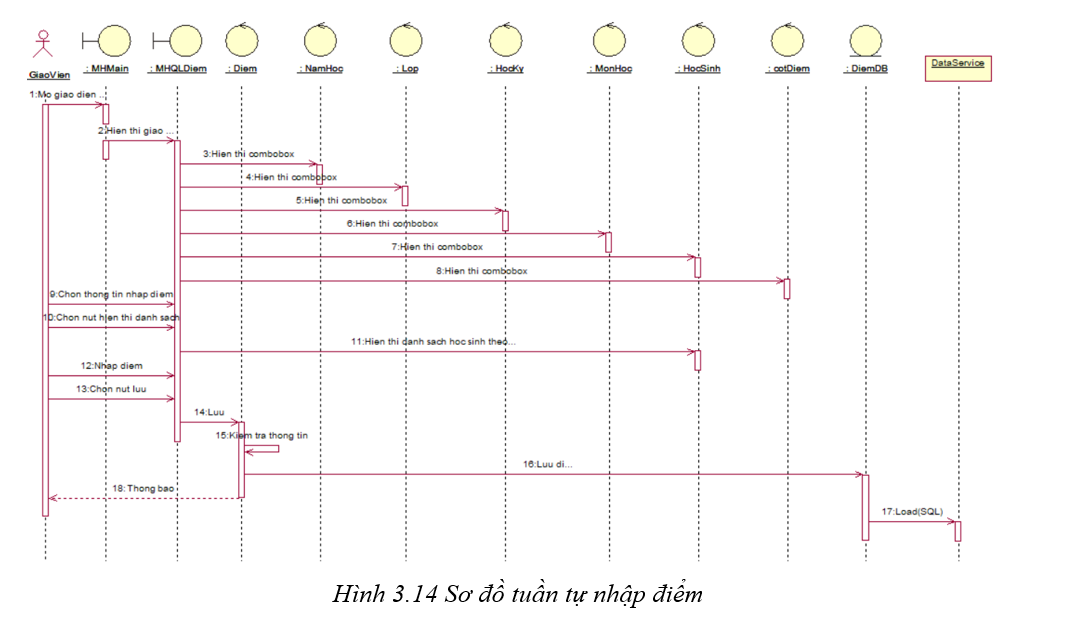 GiaoVien
: MHMain
: MHQLDiem
: Diem
: NamHoc
: Lop
: HocKy
: MonHoc
: HocSinh
: cotDiem
: DiemDB
DataService
1:Mo giao dien ...
2:Hien thi giao ...
3:Hien thi combobox
4:Hien thi combobox
5:Hien thi combobox
6:Hien thi combobox
7:Hien thi combobox
8:Hien thi combobox
9:Chon thong tin nhap diem
10:Chon nut hien thi danh sach
11:Hien thi danh sach hoc sinh theo...
12:Nhap diem
13:Chon nut luu
14:Luu
15:Kiem tra thong tin
16:Luu di...
18:Thong bao
17:Load(SQL)
Hình 3.14 Sơ đồ tuần tự nhập điểm